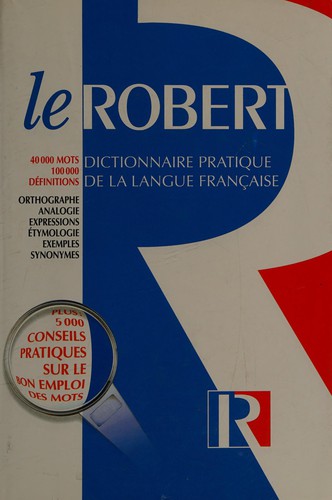 le ROBERT
40 000 MOTS
100 000
DÉFINITIONS
DICTIONNAIRE PRATIQUE
DE LA LANGUE FRANÇAISE
ORTHOGRAPHE
ANALOGIE
EXPRESSIONS
ÉTYMOLOGIE
EXEMPLES
SYNONYMES
PLUS :
5 000
CONSEILS
PRATIQUES
SUR LE
BON EMPLOI
DES MOTS
R